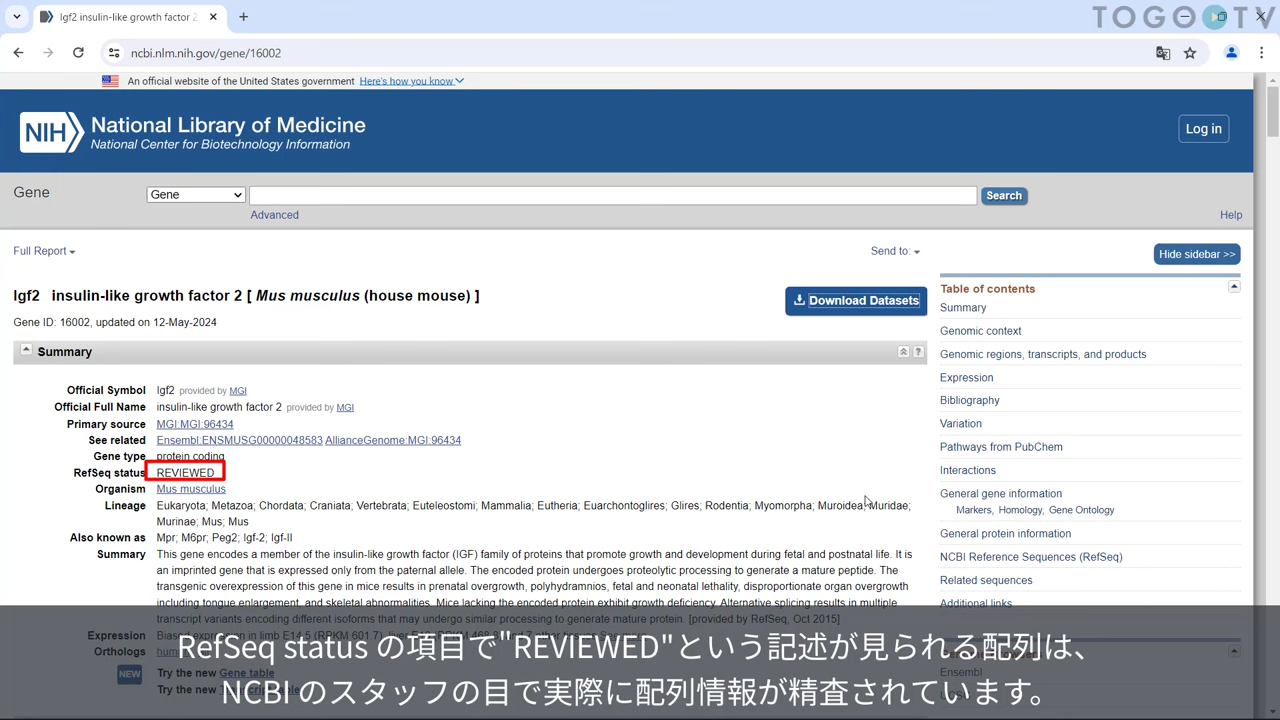 Igf2 insulin-like growth factor 2
TOGO TV
ncbi.nlm.nih.gov/gene/16002
An official website of the United States government Here's how you know
NIH National Library of Medicine
National Center for Biotechnology Information
Log in
Gene
Gene
Search
Advanced
Help
Full Report
Send to:
Hide sidebar >>
Igf2 insulin-like growth factor 2 [ Mus musculus (house mouse) ]
Download Datasets
Gene ID: 16002, updated on 12-May-2024
Summary
?
Official Symbol Igf2 provided by MGI
Official Full Name insulin-like growth factor 2 provided by MGI
Primary source MGI:MGI:96434
See related Ensembl:ENSMUSG00000048583 AllianceGenome:MGI:96434
Gene type protein coding
RefSeq status REVIEWED
Organism Mus musculus
Lineage Eukaryota; Metazoa; Chordata; Craniata; Vertebrata; Euteleostomi; Mammalia; Eutheria; Euarchontoglires; Glires; Rodentia; Myomorpha; Muroidea; Muridae;
Murinae; Mus; Mus
Also known as Mpr; M6pr; Peg2; Igf-2; Igf-II
Summary This gene encodes a member of the insulin-like growth factor (IGF) family of proteins that promote growth and development during fetal and postnatal life. It is
an imprinted gene that is expressed only from the paternal allele. The encoded protein undergoes proteolytic processing to generate a mature peptide. The
transgenic overexpression of this gene in mice results in prenatal overgrowth, polyhydramnios, fetal and neonatal lethality, disproportionate organ overgrowth
including tongue enlargement, and skeletal abnormalities. Mice lacking the encoded protein exhibit growth deficiency. Alternative splicing results in multiple
transcript variants encoding different isoforms that may undergo similar processing to generate mature protein. [provided by RefSeq, Oct 2015]
Expression Biased expression in limb E14.5 (RPKM 601.7),
Orthologs
NEW Try the new Gene table
Try the new
Table of contents
Summary
Genomic context
Genomic regions, transcripts, and products
Expression
Bibliography
Variation
Pathways from PubChem
Interactions
General gene information
Markers, Homology, Gene Ontology
General protein information
NCBI Reference Sequences (RefSeq)
Related sequences
Additional links
Ensembl
RefSeq status の項目で"REVIEWED"という記述が見られる配列は、
NCBI のスタッフの目で実際に配列情報が精査されています。